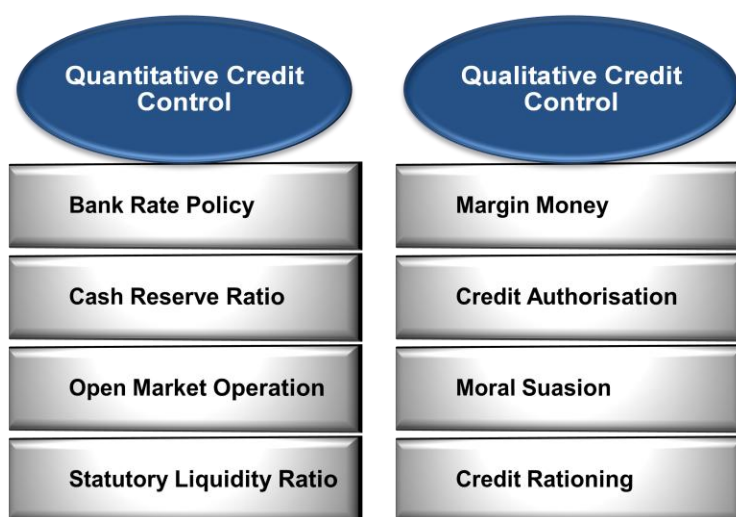 Quantitative Credit
Control
Bank Rate Policy
Cash Reserve Ratio
Open Market Operation
Statutory Liquidity Ratio
Qualitative Credit
Control
Margin Money
Credit Authorisation
Moral Suasion
Credit Rationing